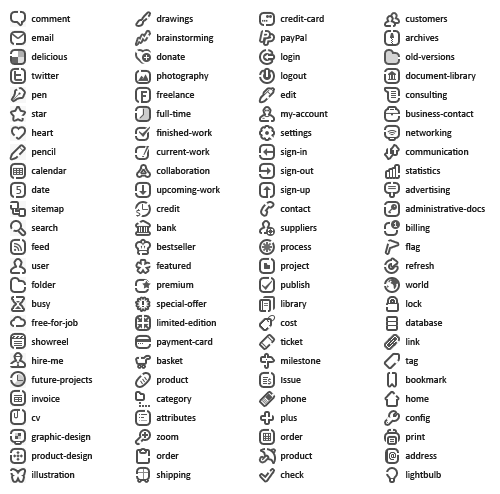 comment
email
delicious
twitter
pen
star
heart
pencil
calendar
date
sitemap
search
feed
user
folder
busy
free-for-job
showreel
hire-me
future-projects
invoice
cv
graphic-design
product-design
illustration
drawings
brainstorming
donate
photography
freelance
full-time
finished-work
current-work
collaboration
upcoming-work
credit
bank
bestseller
featured
premium
special-offer
limited-edition
payment-card
basket
product
category
attributes
zoom
order
shipping
credit-card
payPal
login
logout
edit
my-account
settings
sign-in
sign-out
sign-up
contact
suppliers
process
project
publish
library
cost
ticket
milestone
Issue
phone
plus
order
product
check
customers
archives
old-versions
document-library
consulting
business-contact
networking
communication
statistics
advertising
administrative-docs
billing
flag
refresh
world
lock
database
link
tag
bookmark
home
config
print
address
lightbulb